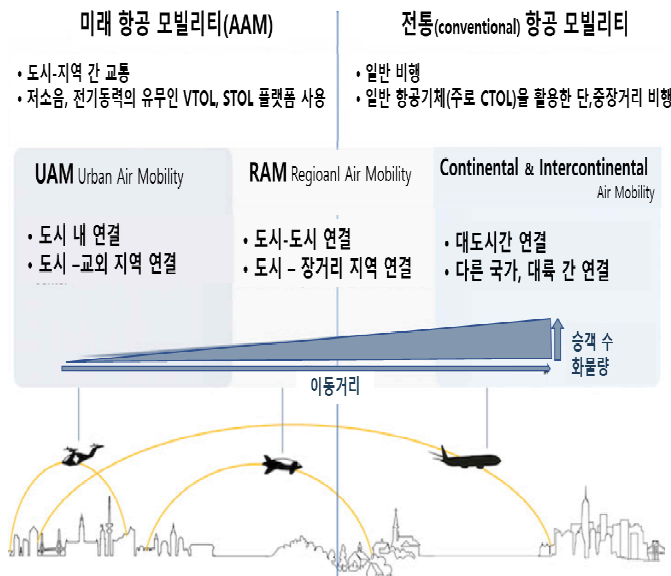 미래 항공 모빌리티(AAM)
• 도시-지역 간 교통
• 저소음, 전기동력의 유무인 VTOL, STOL 플랫폼 사용
전통(conventional) 항공 모빌리티
• 일반 비행
• 일반 항공기체(주로 CTOL)을 활용한 단,중장거리 비행
UAM Urban Air Mobility
• 도시 내 연결
• 도시 –교외 지역 연결
RAM Regioanl Air Mobility
• 도시-도시 연결
• 도시 – 장거리 지역 연결
Continental & Intercontinental
Air Mobility
• 대도시간 연결
• 다른 국가, 대륙 간 연결
승객 수
화물량
이동거리